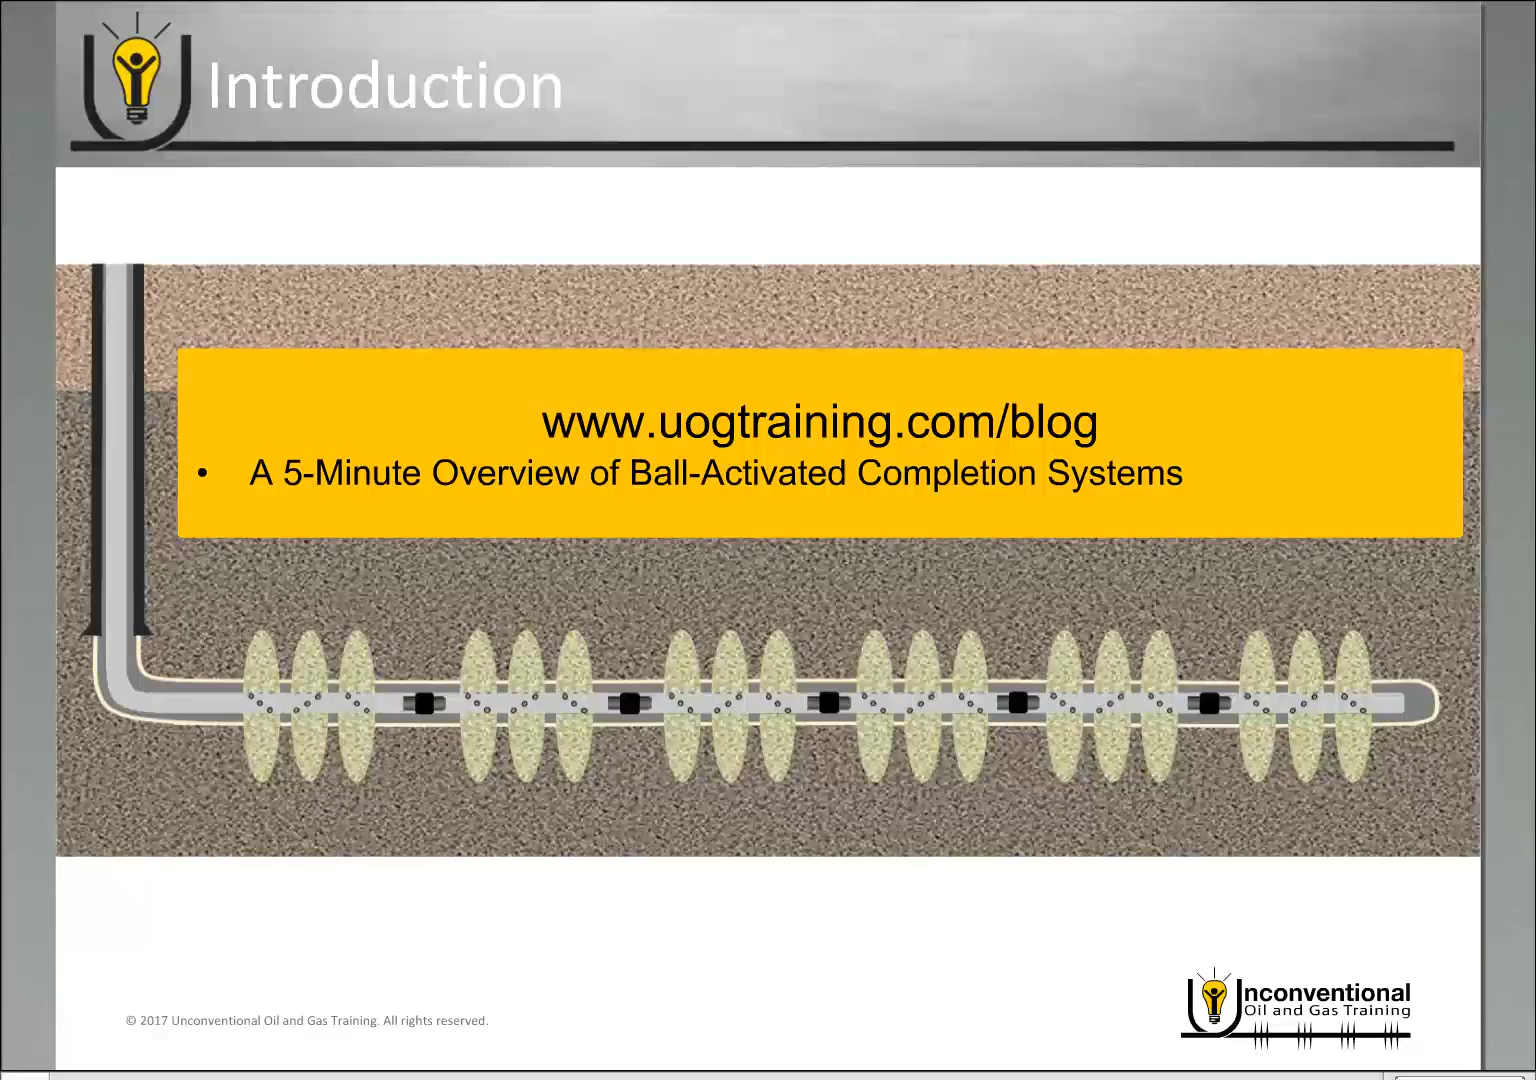 Introduction
www.uogtraining.com/blog
• A 5-Minute Overview of Ball-Activated Completion Systems
© 2017 Unconventional Oil and Gas Training. All rights reserved.
Unconventional
Oil and Gas Training